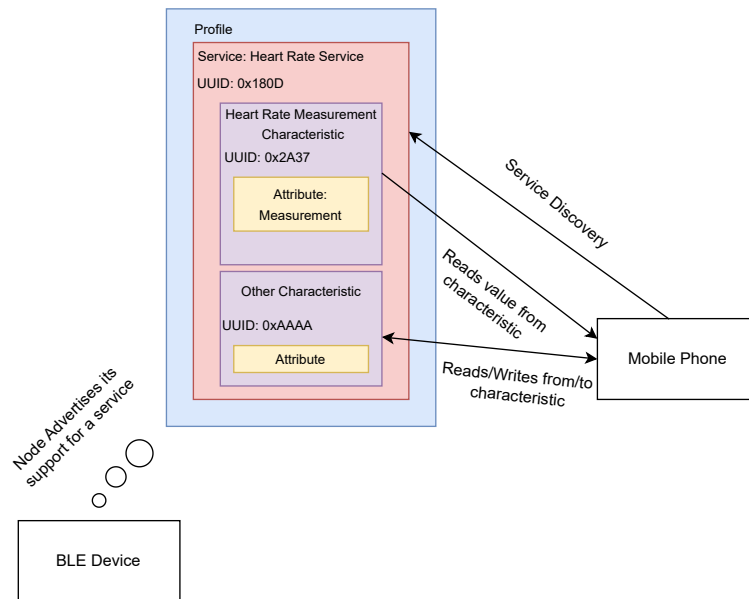 Profile
Service: Heart Rate Service
UUID: 0x180D
Heart Rate Measurement
Characteristic
UUID: 0x2A37
Attribute:
Measurement
Other Characteristic
UUID: 0xAAAA
Attribute
Service Discovery
Reads value from
characteristic
Reads/Writes from/to
characteristic
Mobile Phone
Node Advertises its
support for a service
BLE Device